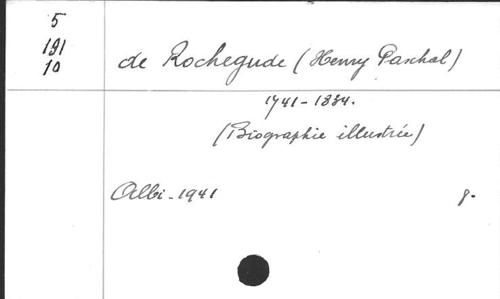 5
191
10
de Rochegude (Henry Paschal)
1741-1834.
(Biographie illustrée)
Albi - 1941
8.